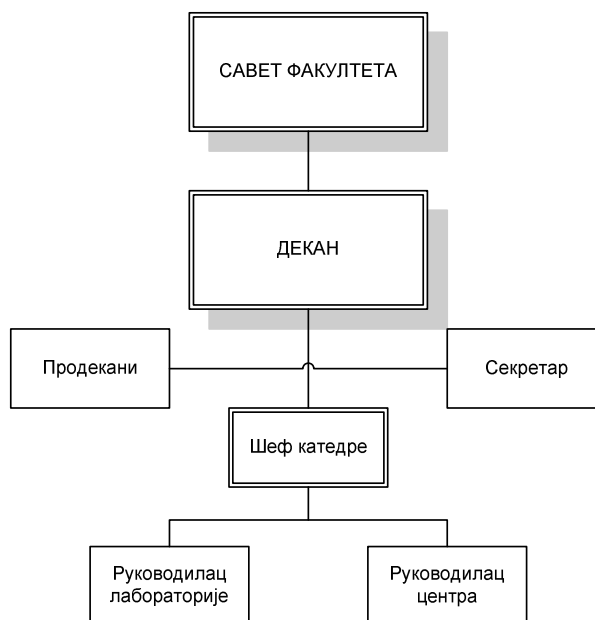 САВЕТ ФАКУЛТЕТА
ДЕКАН
Продекани
Секретар
Шеф катедре
Руководилац
лабораторије
Руководилац
центра